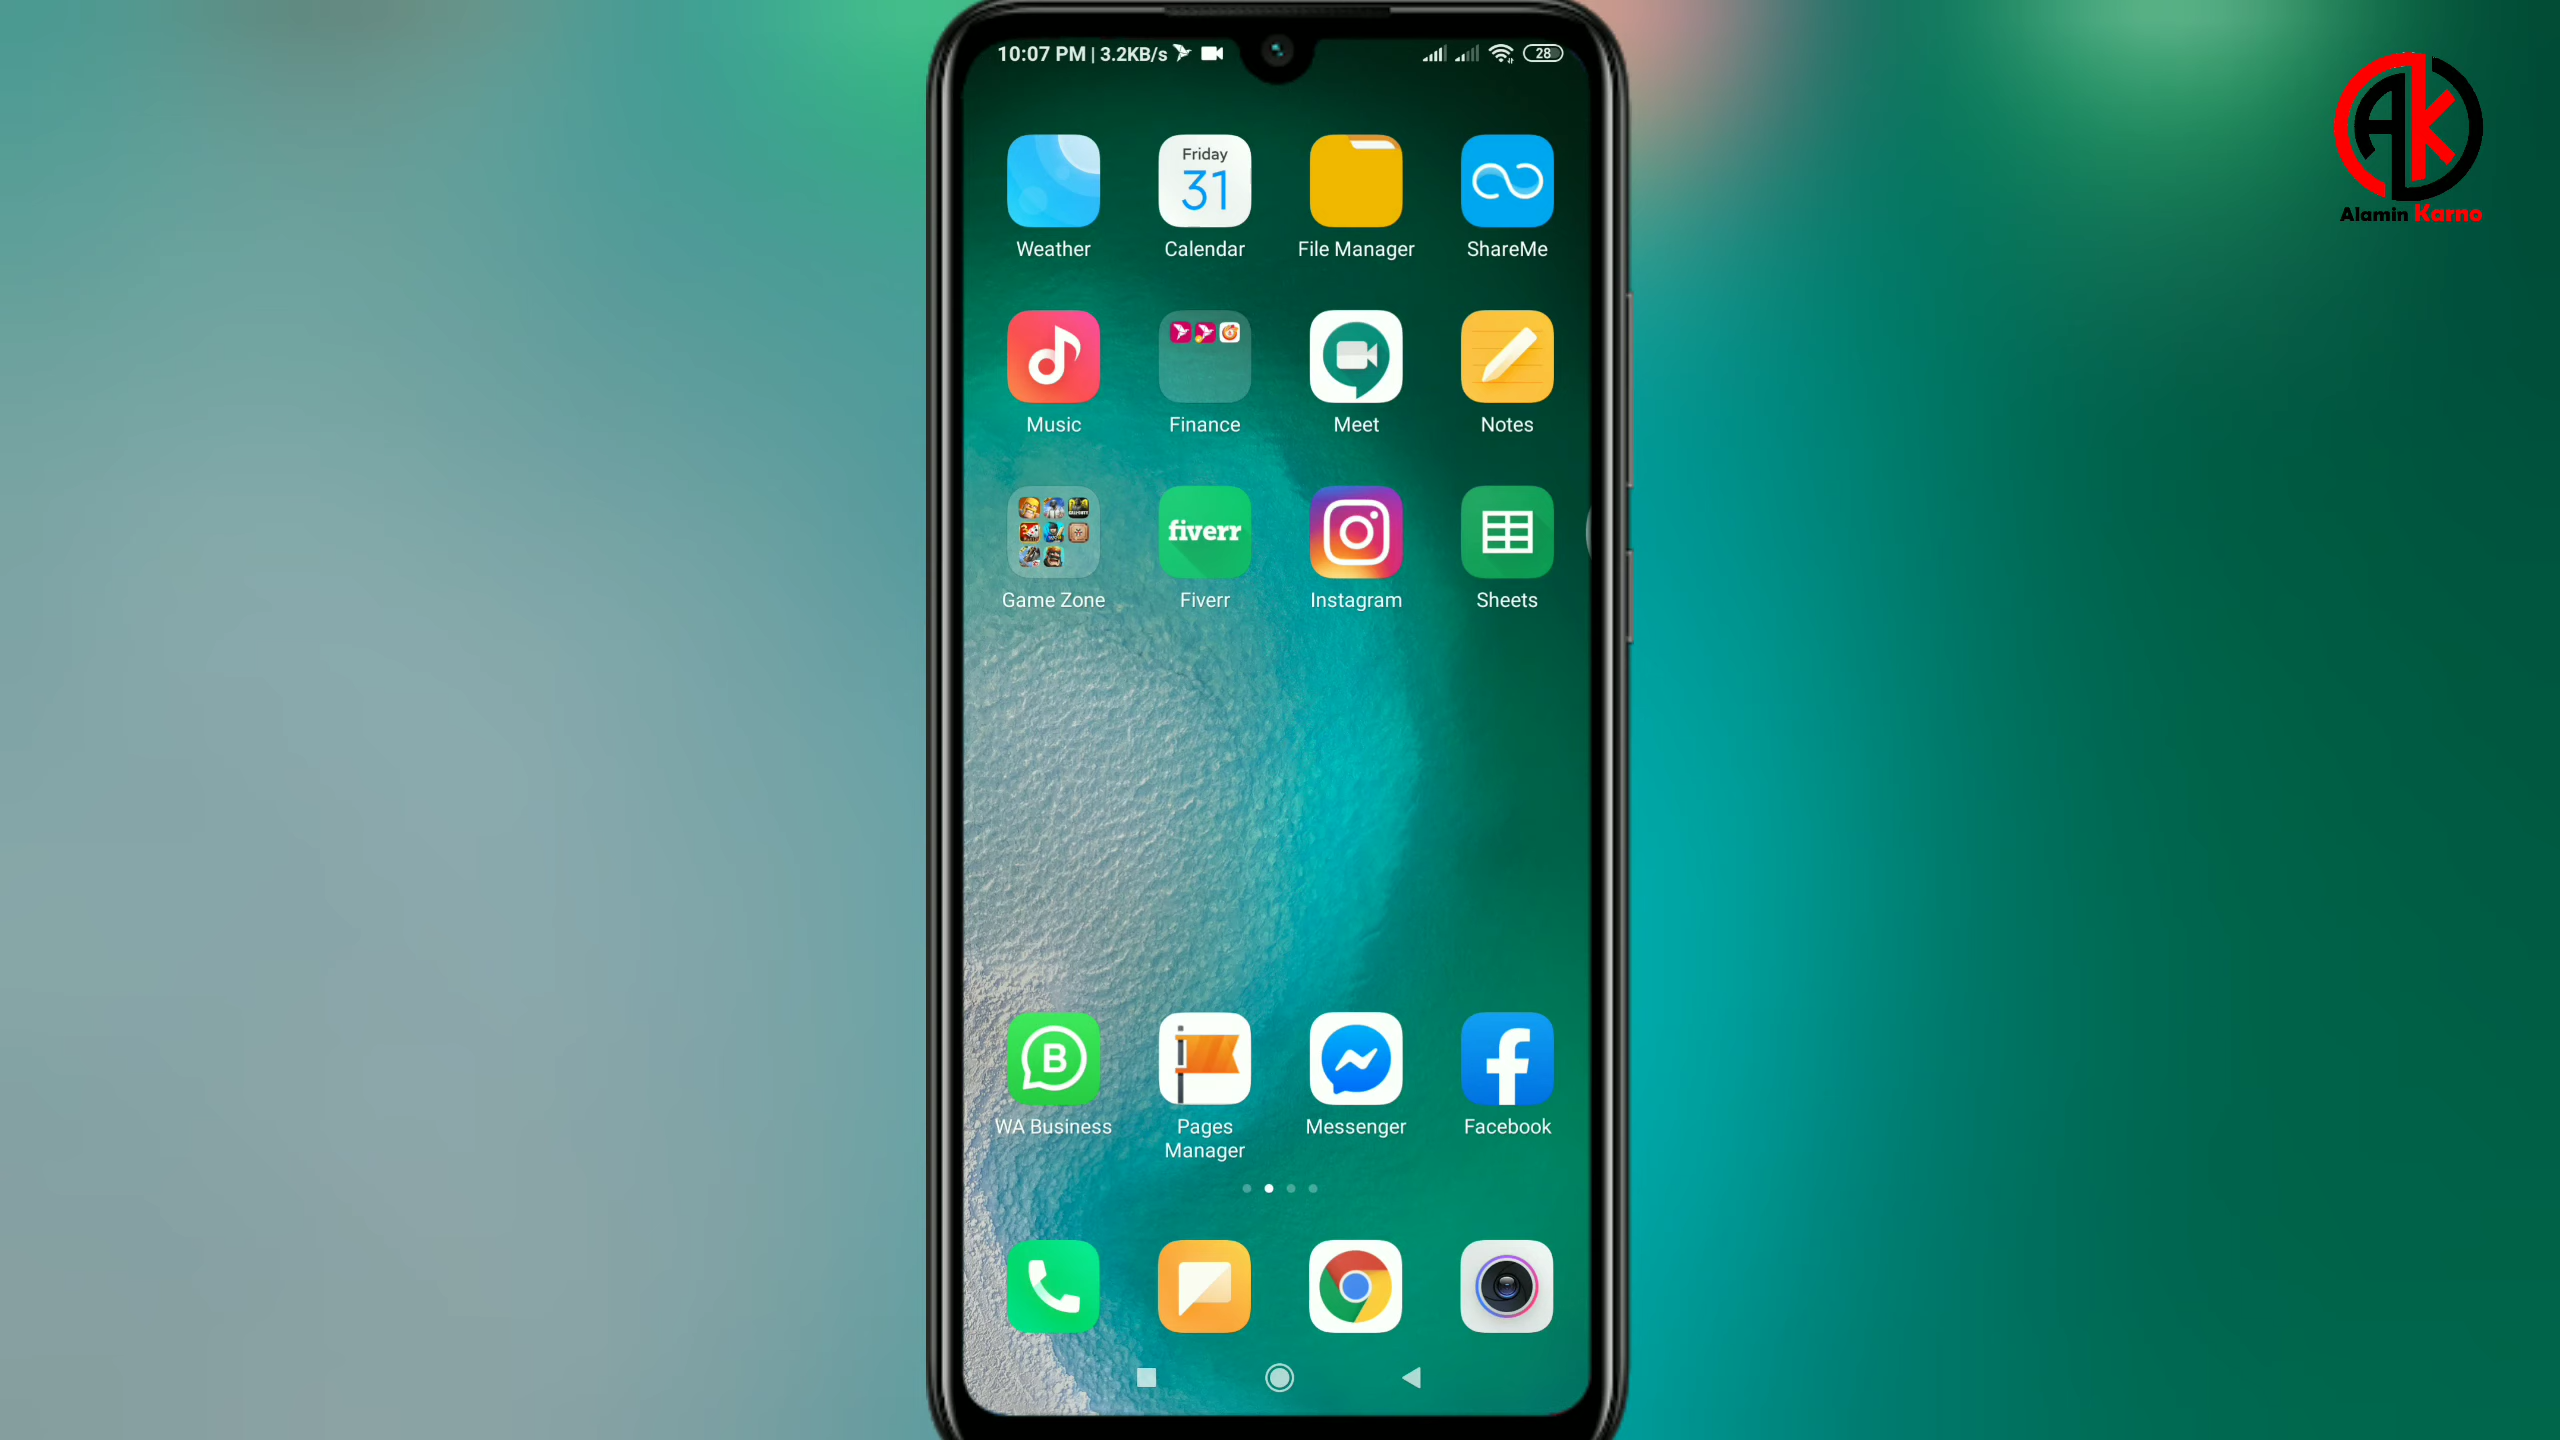 10:07 PM | 3.2KB/s
28
Alamin Karno
Friday
31
Weather
Calendar
File Manager
ShareMe
Music
Finance
Meet
Notes
fiverr
Game Zone
Fiverr
Instagram
Sheets
B
WA Business
Pages
Manager
Messenger
Facebook